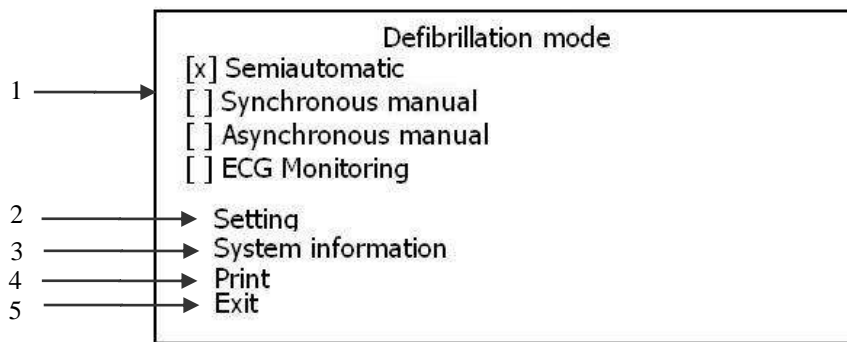 Defibrillation mode
[x] Semiautomatic
1
[ ] Synchronous manual
[ ] Asynchronous manual
[ ] ECG Monitoring
2 Setting
3 System information
4 Print
5 Exit